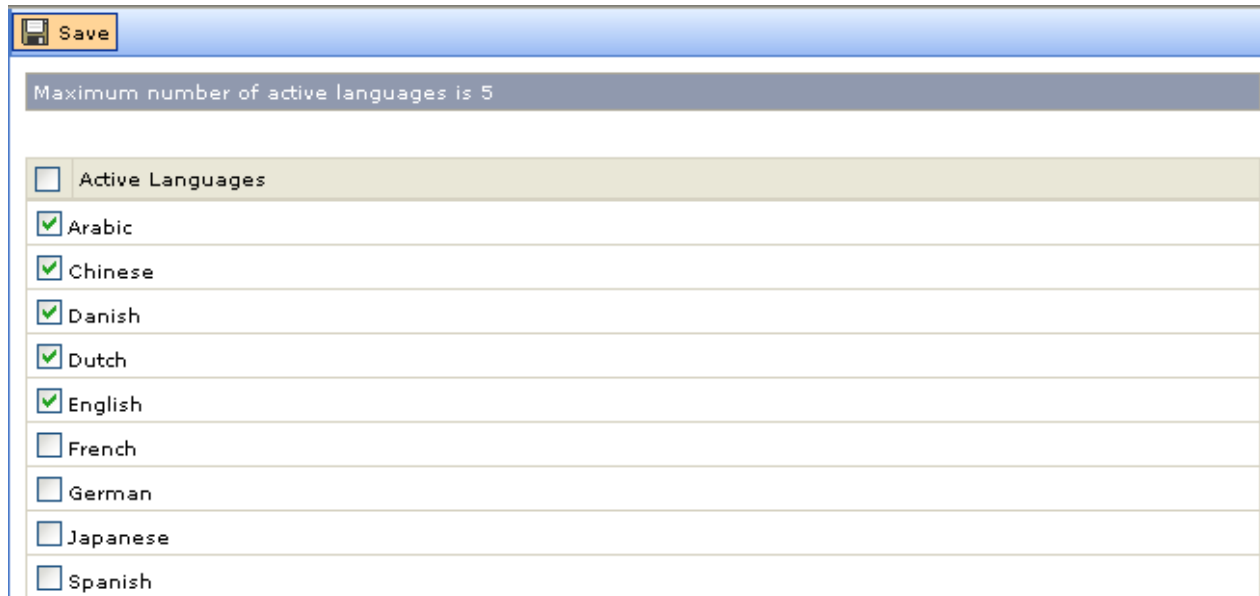 Save
Maximum number of active languages is 5
Active Languages
Arabic
Chinese
Danish
Dutch
English
French
German
Japanese
Spanish